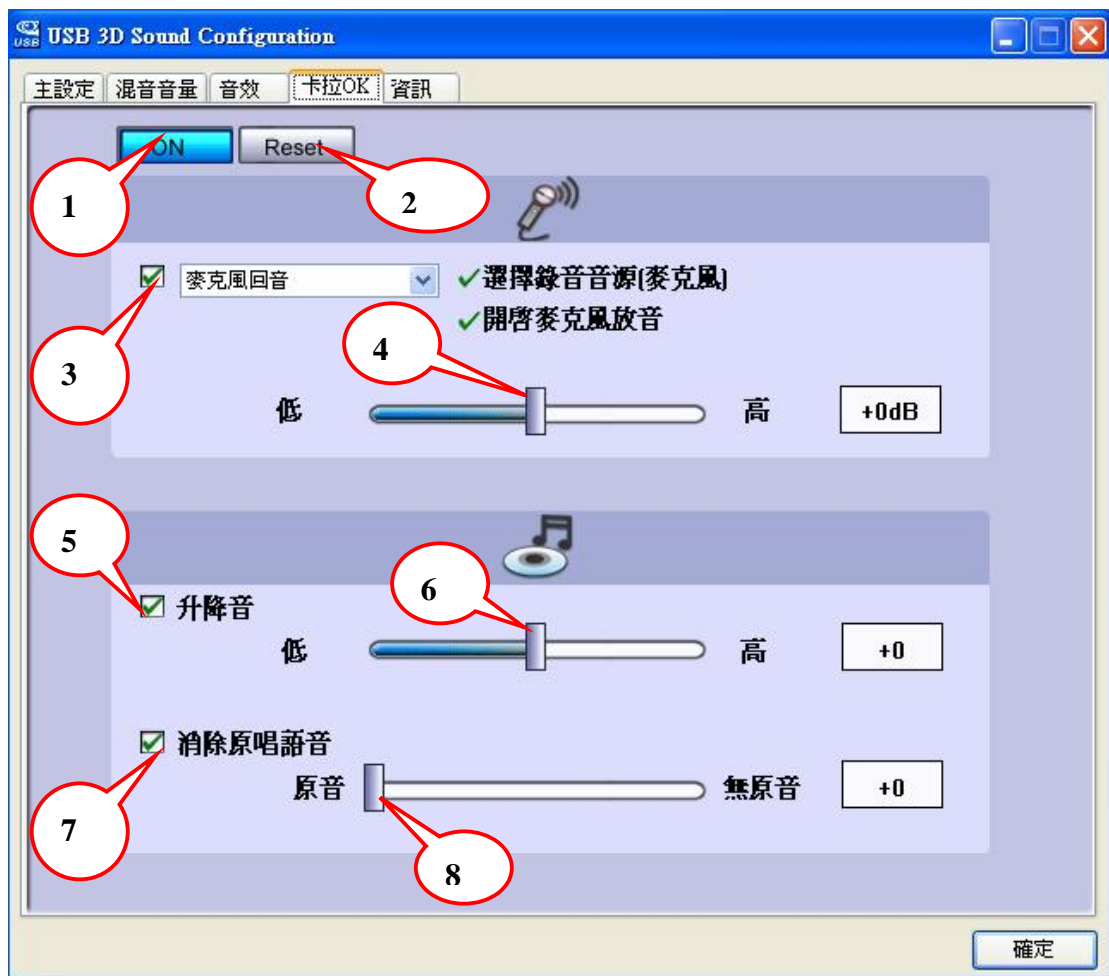 USB 3D Sound Configuration
主設定 混音音量 音效 卡拉OK 資訊
ON Reset
1
2
麥克風回音 選擇錄音音源(麥克風)
開啓麥克風放音
3
4
低 高 +0dB
5
升降音
6
低 高 +0
消除原唱語音
原音 無原音 +0
7
8
確定